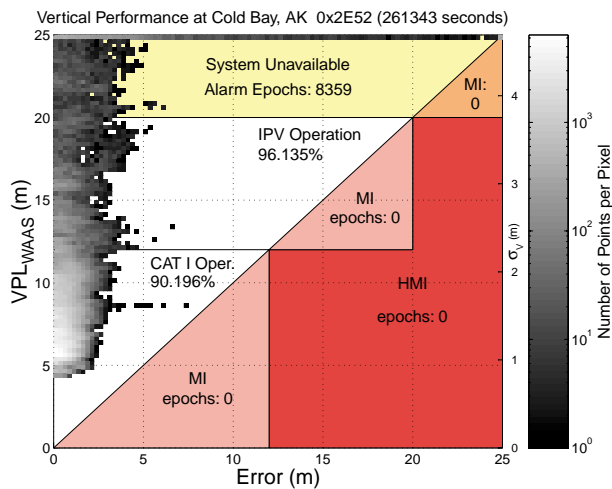 Vertical Performance at Cold Bay, AK 0x2E52 (261343 seconds)
System Unavailable
Alarm Epochs: 8359
MI:
0
IPV Operation
96.135%
MI
epochs: 0
CAT I Oper.
90.196%
HMI
epochs: 0
MI
epochs: 0
VPL_WAAS (m)
25
20
15
10
5
0
0
5
10
15
20
25
Error (m)
4
3
2
1
0
σ_V (m)
10^3
10^2
10^1
10^0
Number of Points per Pixel